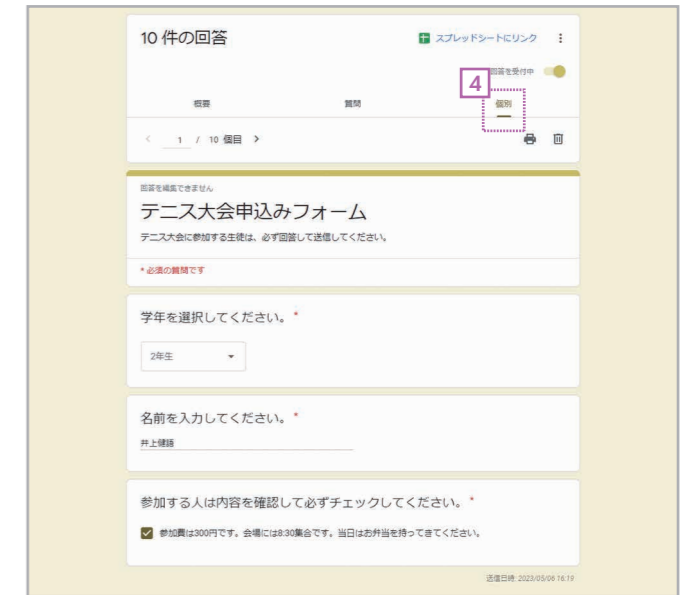 10 件の回答
スプレッドシートにリンク
回答を受付中
4
概要 質問 個別
1 / 10 個目
回答を編集できません
テニス大会申込みフォーム
テニス大会に参加する生徒は、必ず回答して送信してください。
* 必須の質問です
学年を選択してください。 *
2年生
名前を入力してください。 *
井上健語
参加する人は内容を確認して必ずチェックしてください。 *
参加費は300円です。会場には8:30集合です。当日はお弁当を持ってきてください。
送信日時: 2023/05/06 16:19